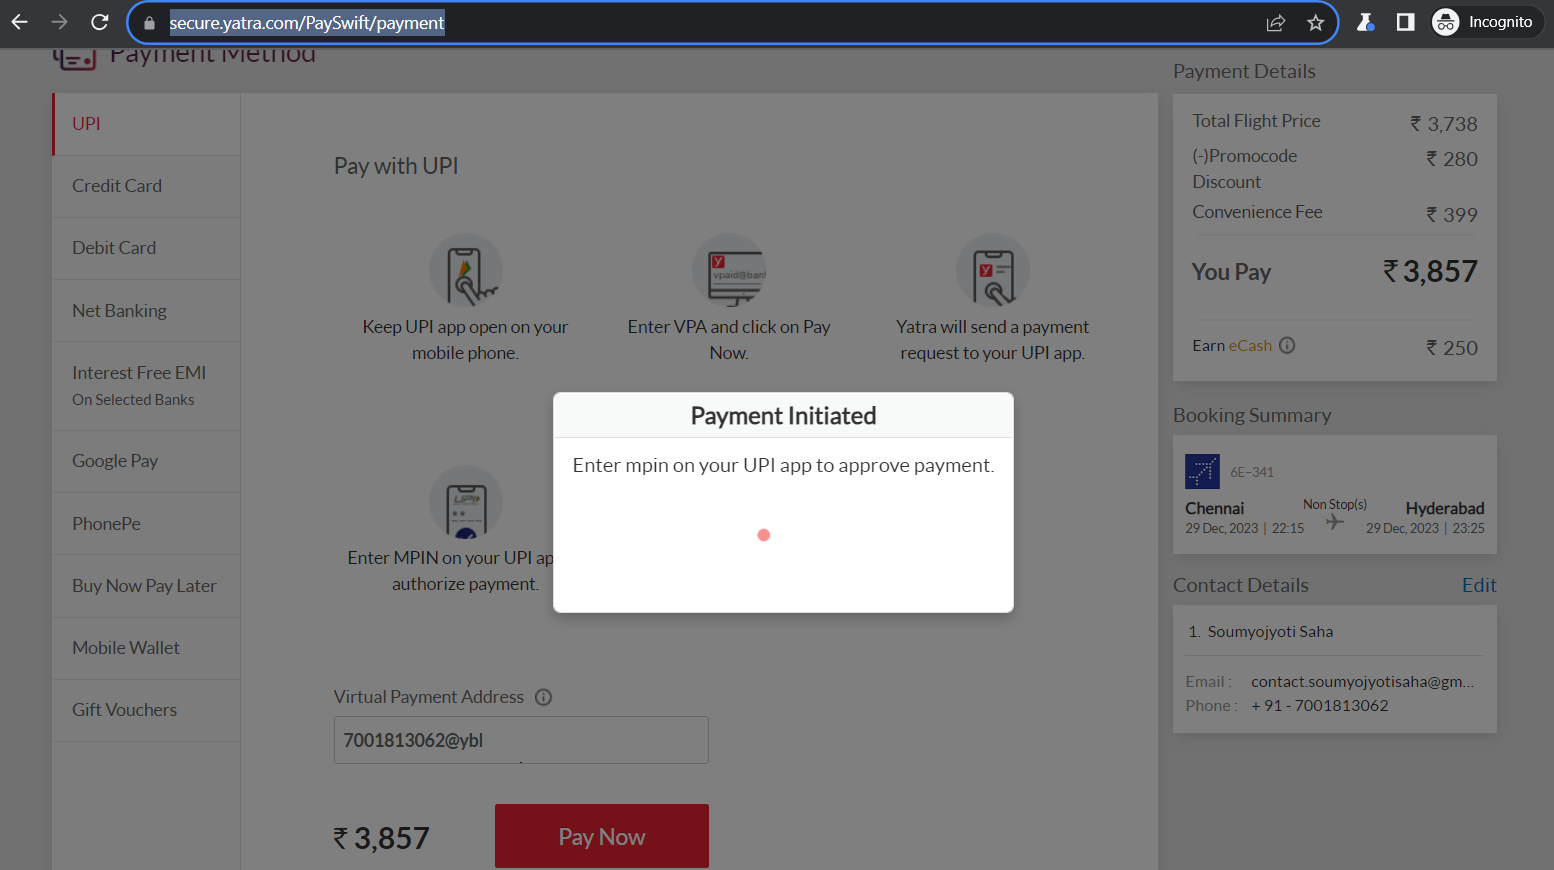 secure.yatra.com/PaySwift/payment
Incognito
Payment Method
UPI
Credit Card
Debit Card
Net Banking
Interest Free EMI
On Selected Banks
Google Pay
PhonePe
Buy Now Pay Later
Mobile Wallet
Gift Vouchers
Pay with UPI
y
vpaid@bank
y
Keep UPI app open on your
mobile phone.
Enter VPA and click on Pay
Now.
Yatra will send a payment
request to your UPI app.
UPI
Enter MPIN on your UPI ap
authorize payment.
Payment Initiated
Enter mpin on your UPI app to approve payment.
Virtual Payment Address
7001813062@ybl
₹ 3,857
Pay Now
Payment Details
Total Flight Price ₹ 3,738
(-)Promocode
Discount ₹ 280
Convenience Fee ₹ 399
You Pay ₹ 3,857
Earn eCash ₹ 250
Booking Summary
6E-341
Chennai Non Stop(s) Hyderabad
29 Dec, 2023 | 22:15 29 Dec, 2023 | 23:25
Contact Details Edit
1. Soumyojyoti Saha
Email : contact.soumyojyotisaha@gm...
Phone : + 91 - 7001813062